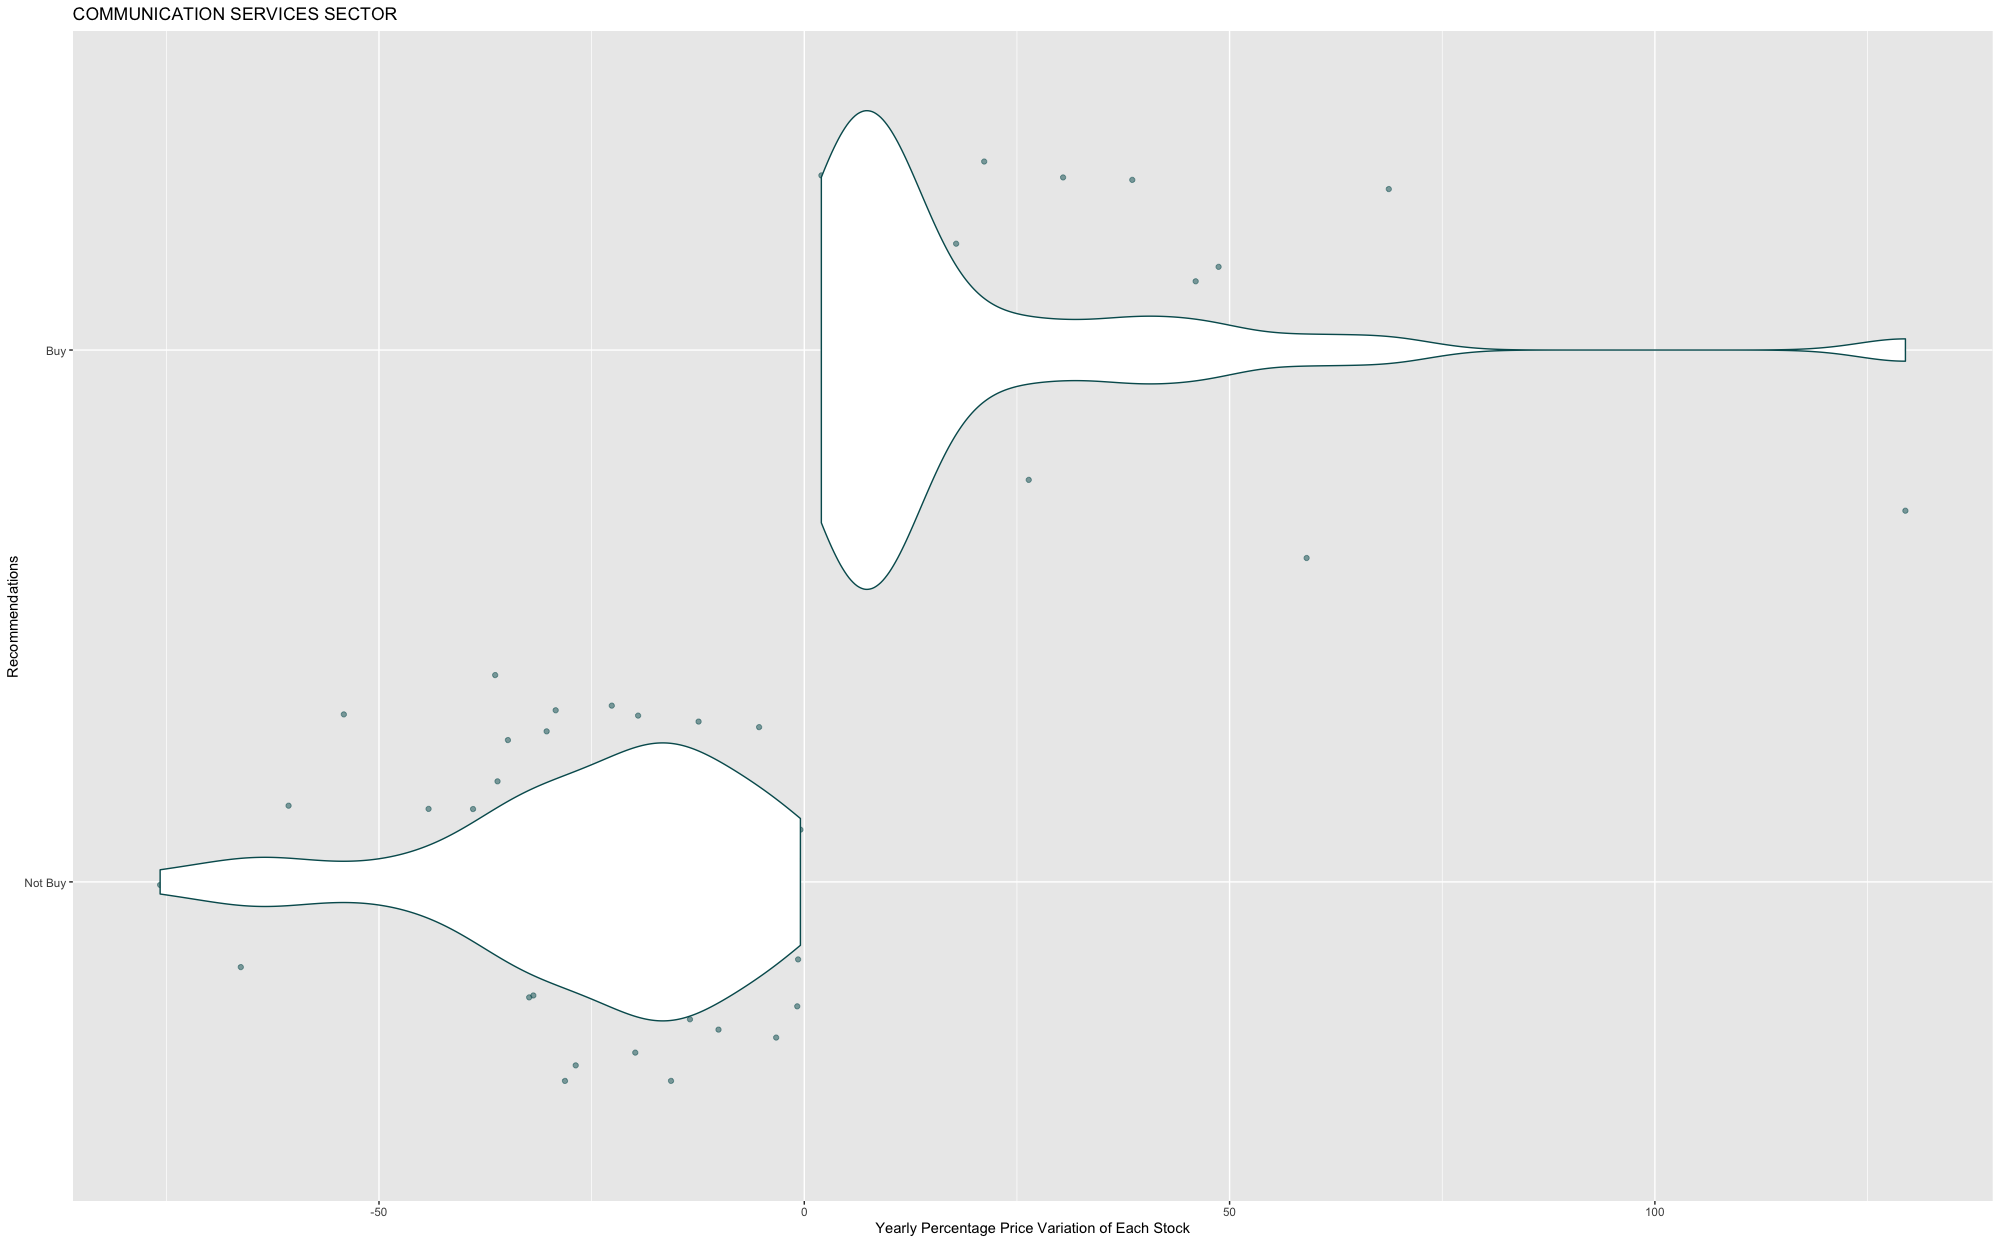 COMMUNICATION SERVICES SECTOR
Buy
Recommendations
Not Buy
-50 0 50 100
Yearly Percentage Price Variation of Each Stock